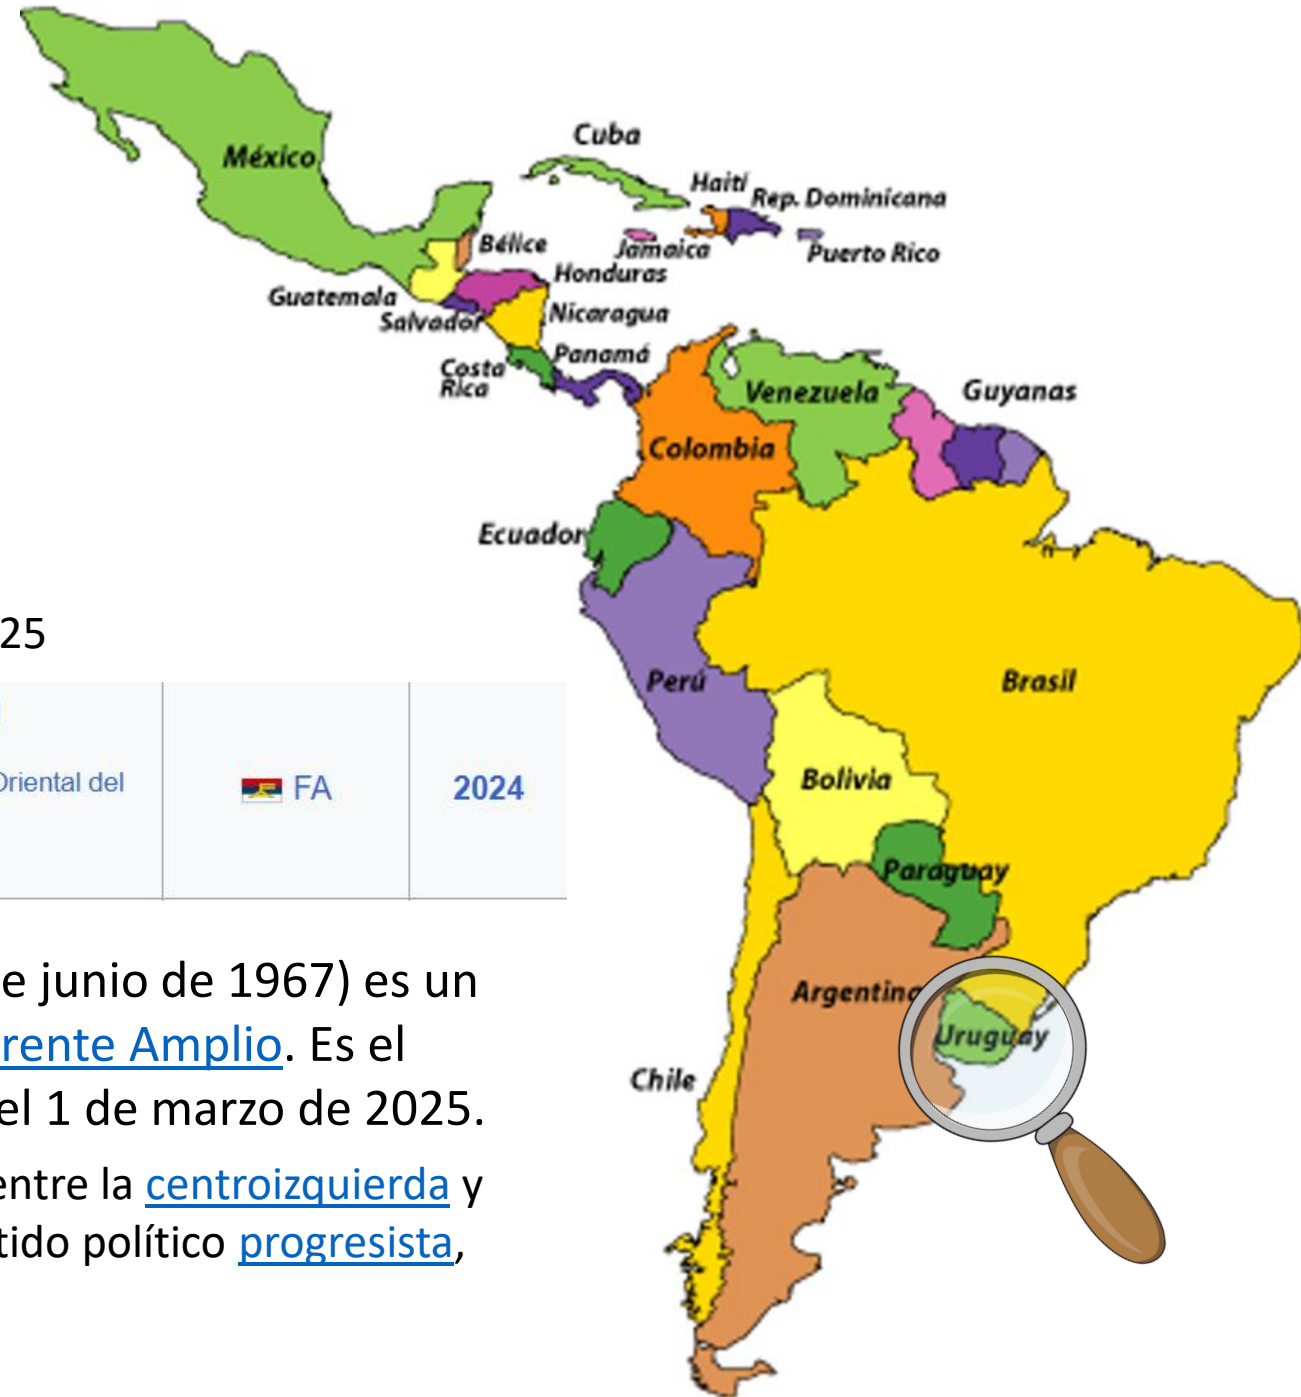 México
Cuba
Haití
Rep. Dominicana
Jamaica
Puerto Rico
Bélice
Honduras
Guatemala
Salvador
Nicaragua
Costa
Rica
Panamá
Venezuela
Guyanas
Colombia
Ecuador
Perú
Brasil
Bolivia
Paraguay
Argentina
Uruguay
Chile
25
Oriental del
FA
2024
e junio de 1967) es un
rente Amplio. Es el
el 1 de marzo de 2025.
entre la centroizquierda y
tido político progresista,